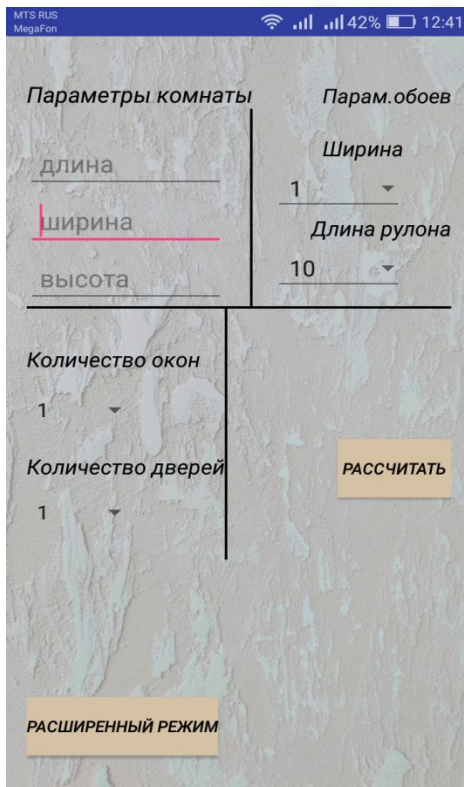 MTS RUS
MegaFon
42% 12:41
Параметры комнаты
длина
ширина
высота
Парам.обоев
Ширина
1
Длина рулона
10
Количество окон
1
Количество дверей
1
РАССЧИТАТЬ
РАСШИРЕННЫЙ РЕЖИМ